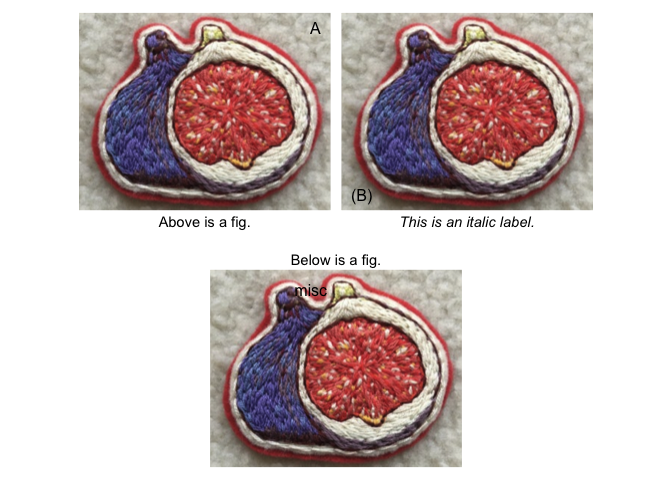 A
(B)
Above is a fig.
This is an italic label.
Below is a fig.
misc